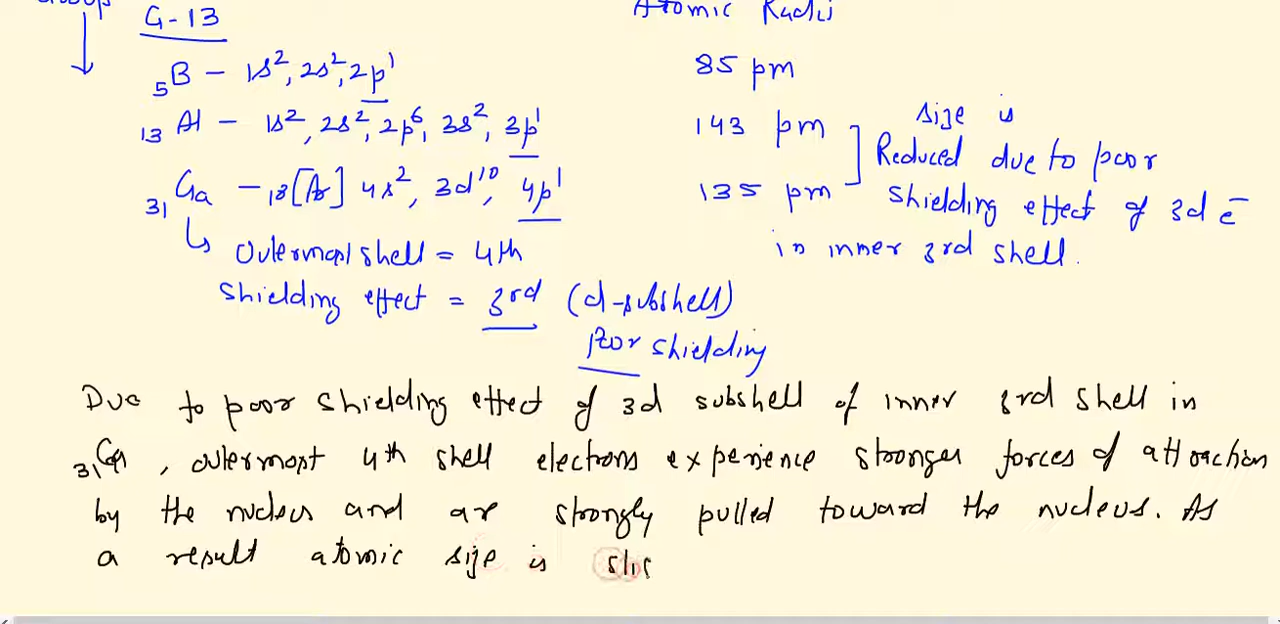 G-13
Atomic Radii
₅B – 1s², 2s², 2p¹ 85 pm
₁₃Al – 1s², 2s², 2p⁶, 3s², 3p¹ 143 pm
size is
Reduced due to poor
₃₁Ga – 18[Ar] 4s², 3d¹⁰, 4p¹ 135 pm
shielding effect of 3d e⁻
in inner 3rd shell.
Outermost shell = 4th
Shielding effect = 3rd (d-subshell)
Poor shielding
Due to poor shielding effect of 3d subshell of inner 3rd shell in
₃₁Ga, outermost 4th shell electrons experience stronger forces of attraction
by the nucleus and are strongly pulled toward the nucleus. As
a result atomic size is